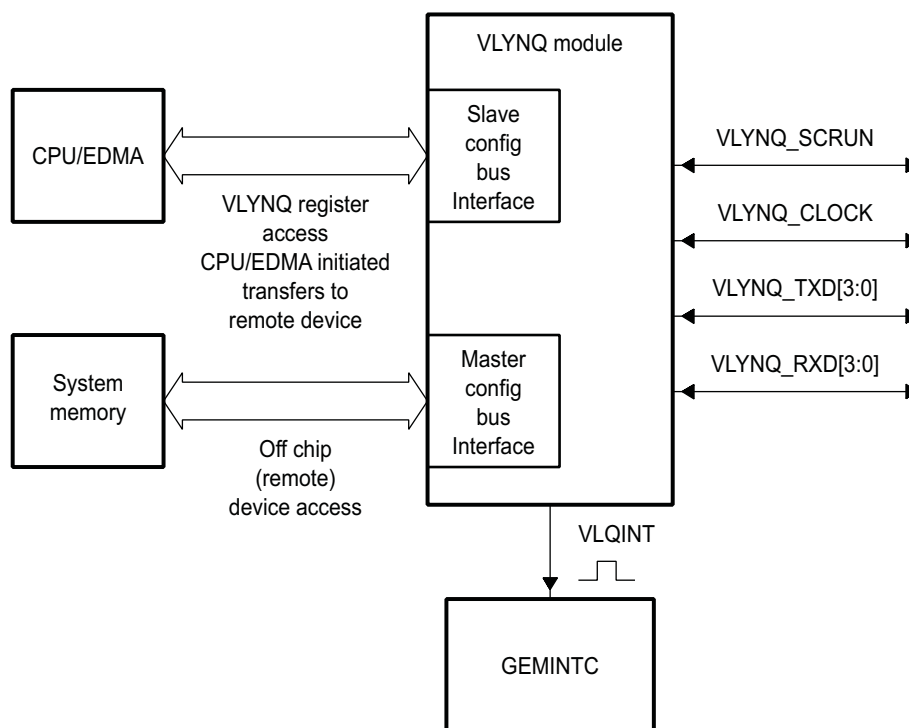 VLYNQ module
CPU/EDMA
Slave
config
bus
Interface
VLYNQ register
access
CPU/EDMA initiated
transfers to
remote device
VLYNQ_SCRUN
VLYNQ_CLOCK
VLYNQ_TXD[3:0]
VLYNQ_RXD[3:0]
System
memory
Master
config
bus
Interface
Off chip
(remote)
device access
VLQINT
GEMINTC